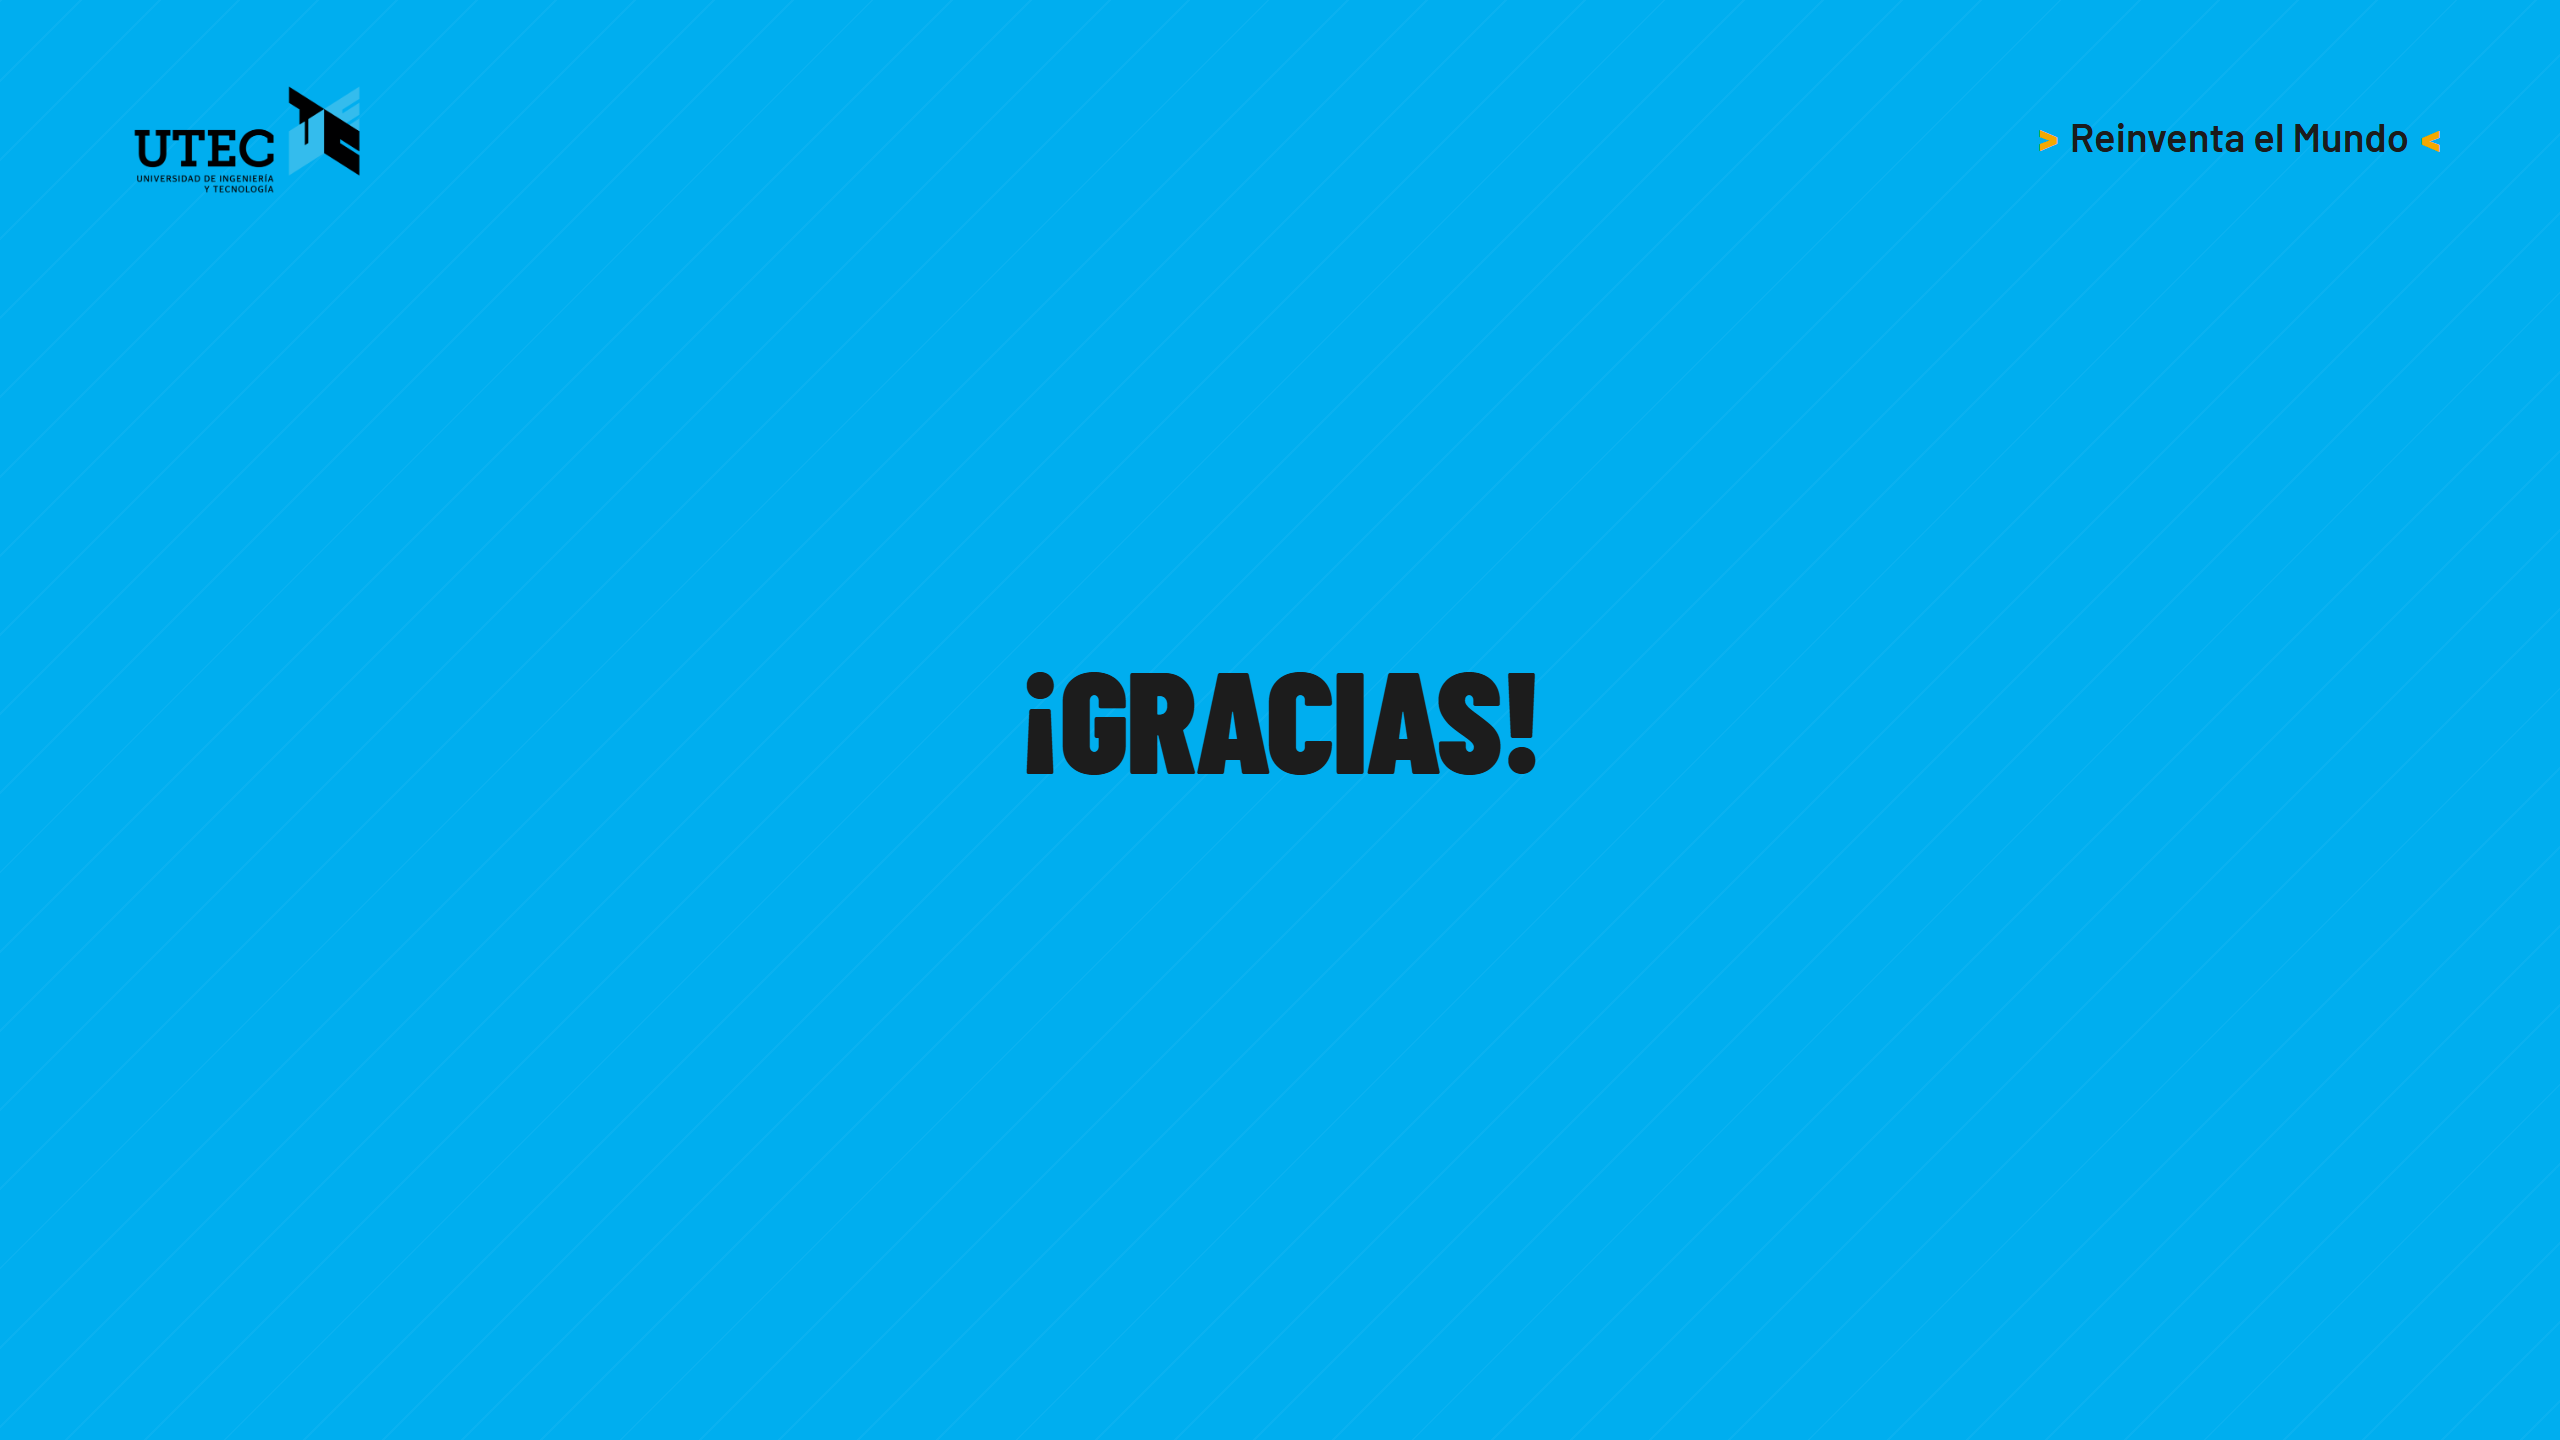 UTEC
UNIVERSIDAD DE INGENIERÍA
Y TECNOLOGÍA
> Reinventa el Mundo <
¡GRACIAS!